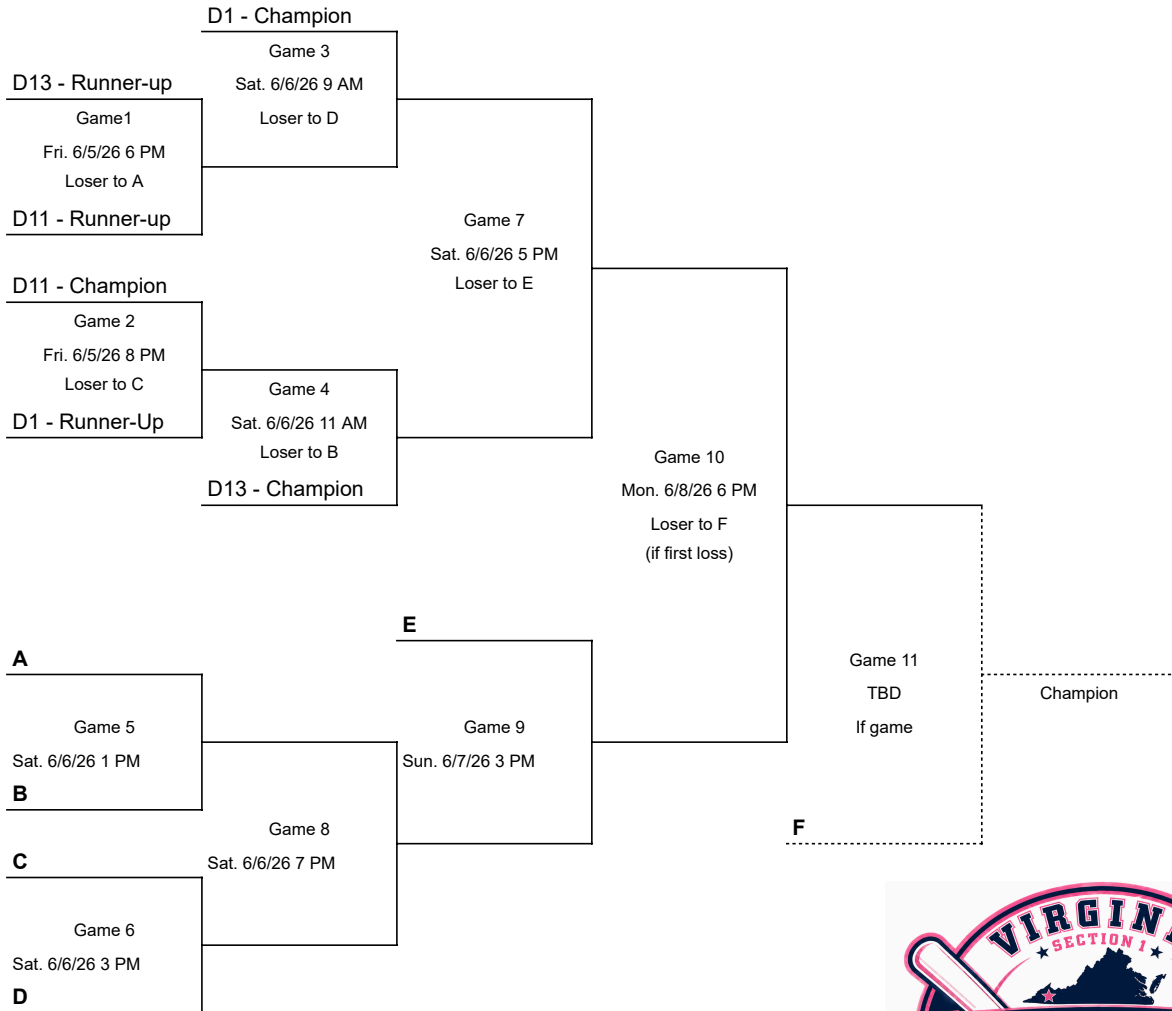 D1 - Champion
Game 3
Sat. 6/6/26 9 AM
Loser to D
D13 - Runner-up
Game1
Fri. 6/5/26 6 PM
Loser to A
D11 - Runner-up
Game 7
Sat. 6/6/26 5 PM
Loser to E
D11 - Champion
Game 2
Fri. 6/5/26 8 PM
Loser to C
D1 - Runner-Up
Game 4
Sat. 6/6/26 11 AM
Loser to B
D13 - Champion
Game 10
Mon. 6/8/26 6 PM
Loser to F
(if first loss)
E
A
Game 5
Sat. 6/6/26 1 PM
B
Game 9
Sun. 6/7/26 3 PM
Game 11
TBD
If game
Champion
F
Game 8
Sat. 6/6/26 7 PM
C
Game 6
Sat. 6/6/26 3 PM
D
SECTION 1